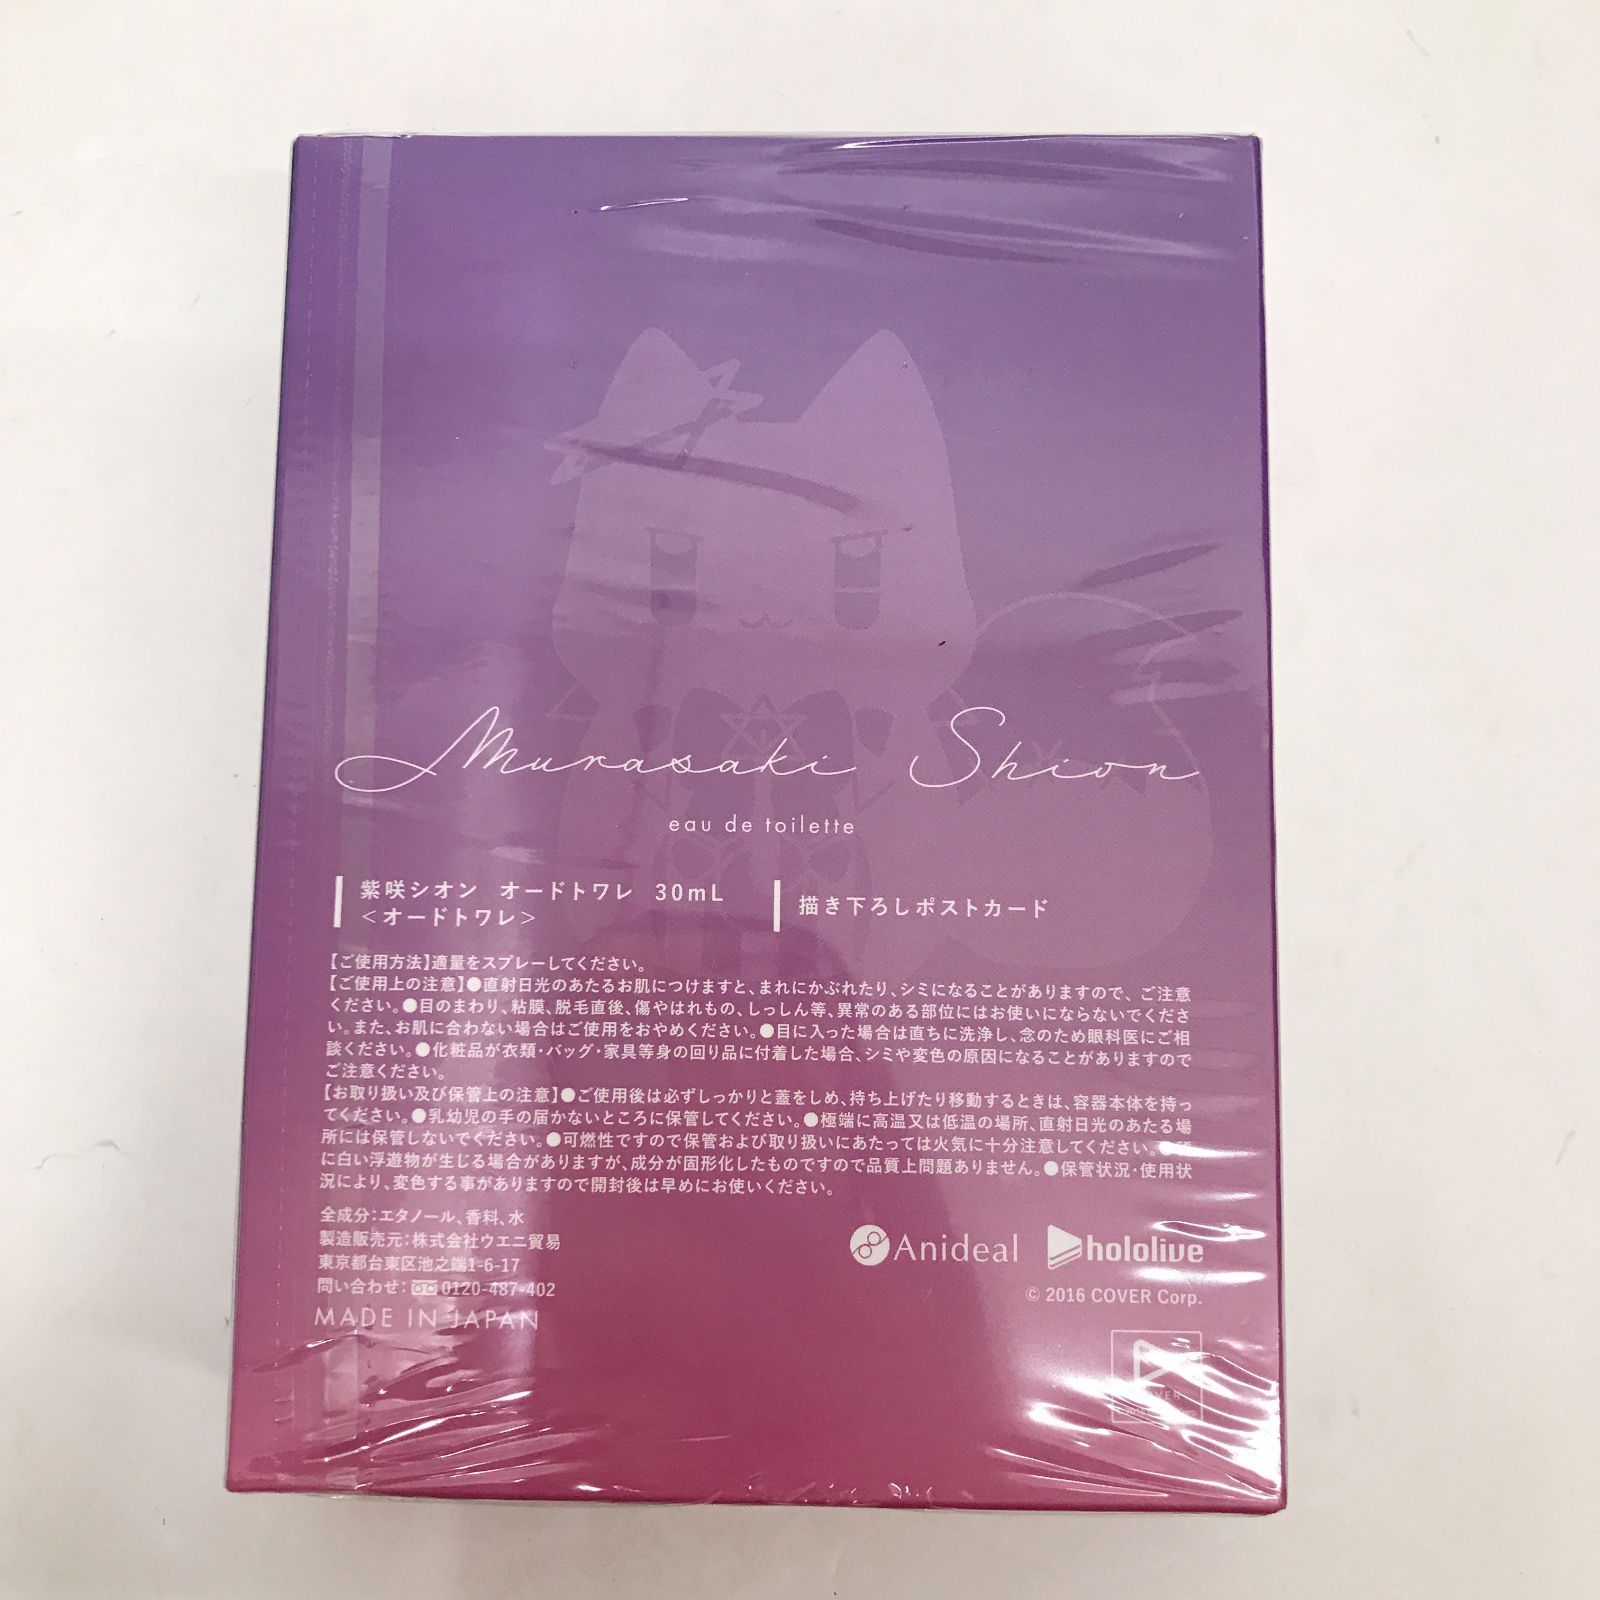 Murasaki Shion
eau de toilette
紫咲シオン オードトワレ 30mL
<オードトワレ>
描き下ろしポストカード
【ご使用方法】適量をスプレーしてください。
【ご使用上の注意】●直射日光のあたるお肌につけますと、まれにかぶれたり、シミになることがありますので、ご注意
ください。●目のまわり、粘膜、脱毛直後、傷やはれもの、しっしん等、異常のある部位にはお使いにならないでくださ
い。また、お肌に合わない場合はご使用をおやめください。●目に入った場合は直ちに洗浄し、念のため眼科医にご相
談ください。●化粧品が衣類・バッグ・家具等身の回り品に付着した場合、シミや変色の原因になることがありますので
ご注意ください。
【お取り扱い及び保管上の注意】●ご使用後は必ずしっかりと蓋をしめ、持ち上げたり移動するときは、容器本体を持っ
てください。●乳幼児の手の届かないところに保管してください。●極端に高温又は低温の場所、直射日光のあたる場
所には保管しないでください。●可燃性ですので保管および取り扱いにあたっては火気に十分注意してください。●
に白い浮遊物が生じる場合がありますが、成分が固形化したものですので品質上問題ありません。●保管状況・使用状
況により、変色する事がありますので開封後は早めにお使いください。
全成分:エタノール、香料、水
製造販売元:株式会社ウエニ貿易
東京都台東区池之端1-6-17
問い合わせ:0120-487-402
MADE IN JAPAN
Anideal
hololive
© 2016 COVER Corp.